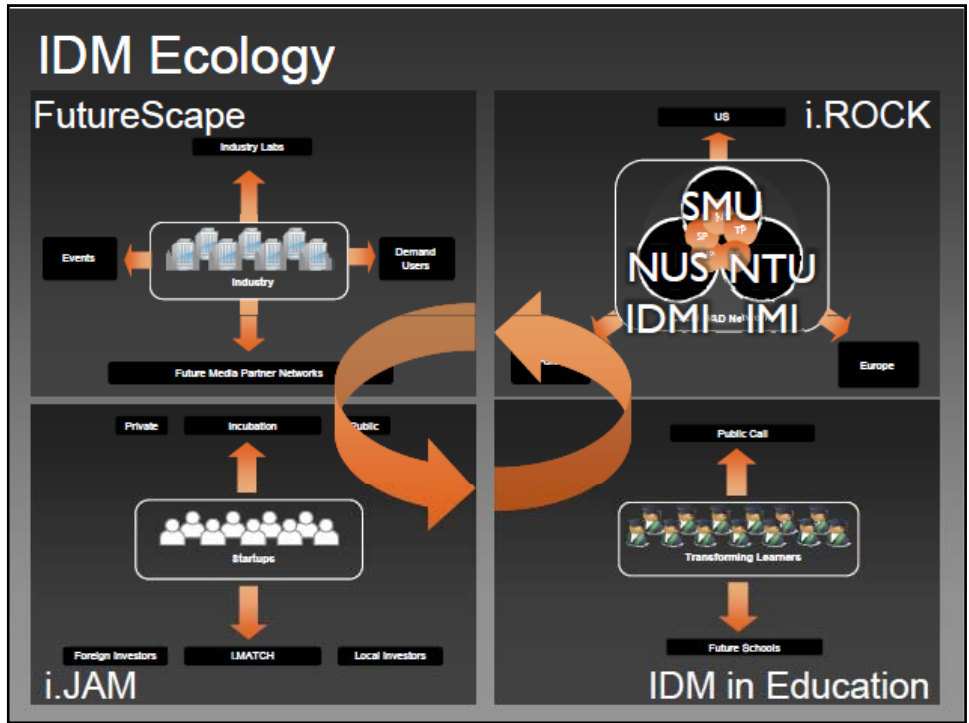 IDM Ecology
FutureScape
Industry Labs
Events
Industry
Demand
Users
Future Media Partner Networks
i.ROCK
US
SMU
SP
TP
NUS
NTU
IDMI
IMI
Europe
Private
Incubation
Startups
Foreign Investors
I.MATCH
Local Investors
i.JAM
Public Call
Transforming Learners
Future Schools
IDM in Education